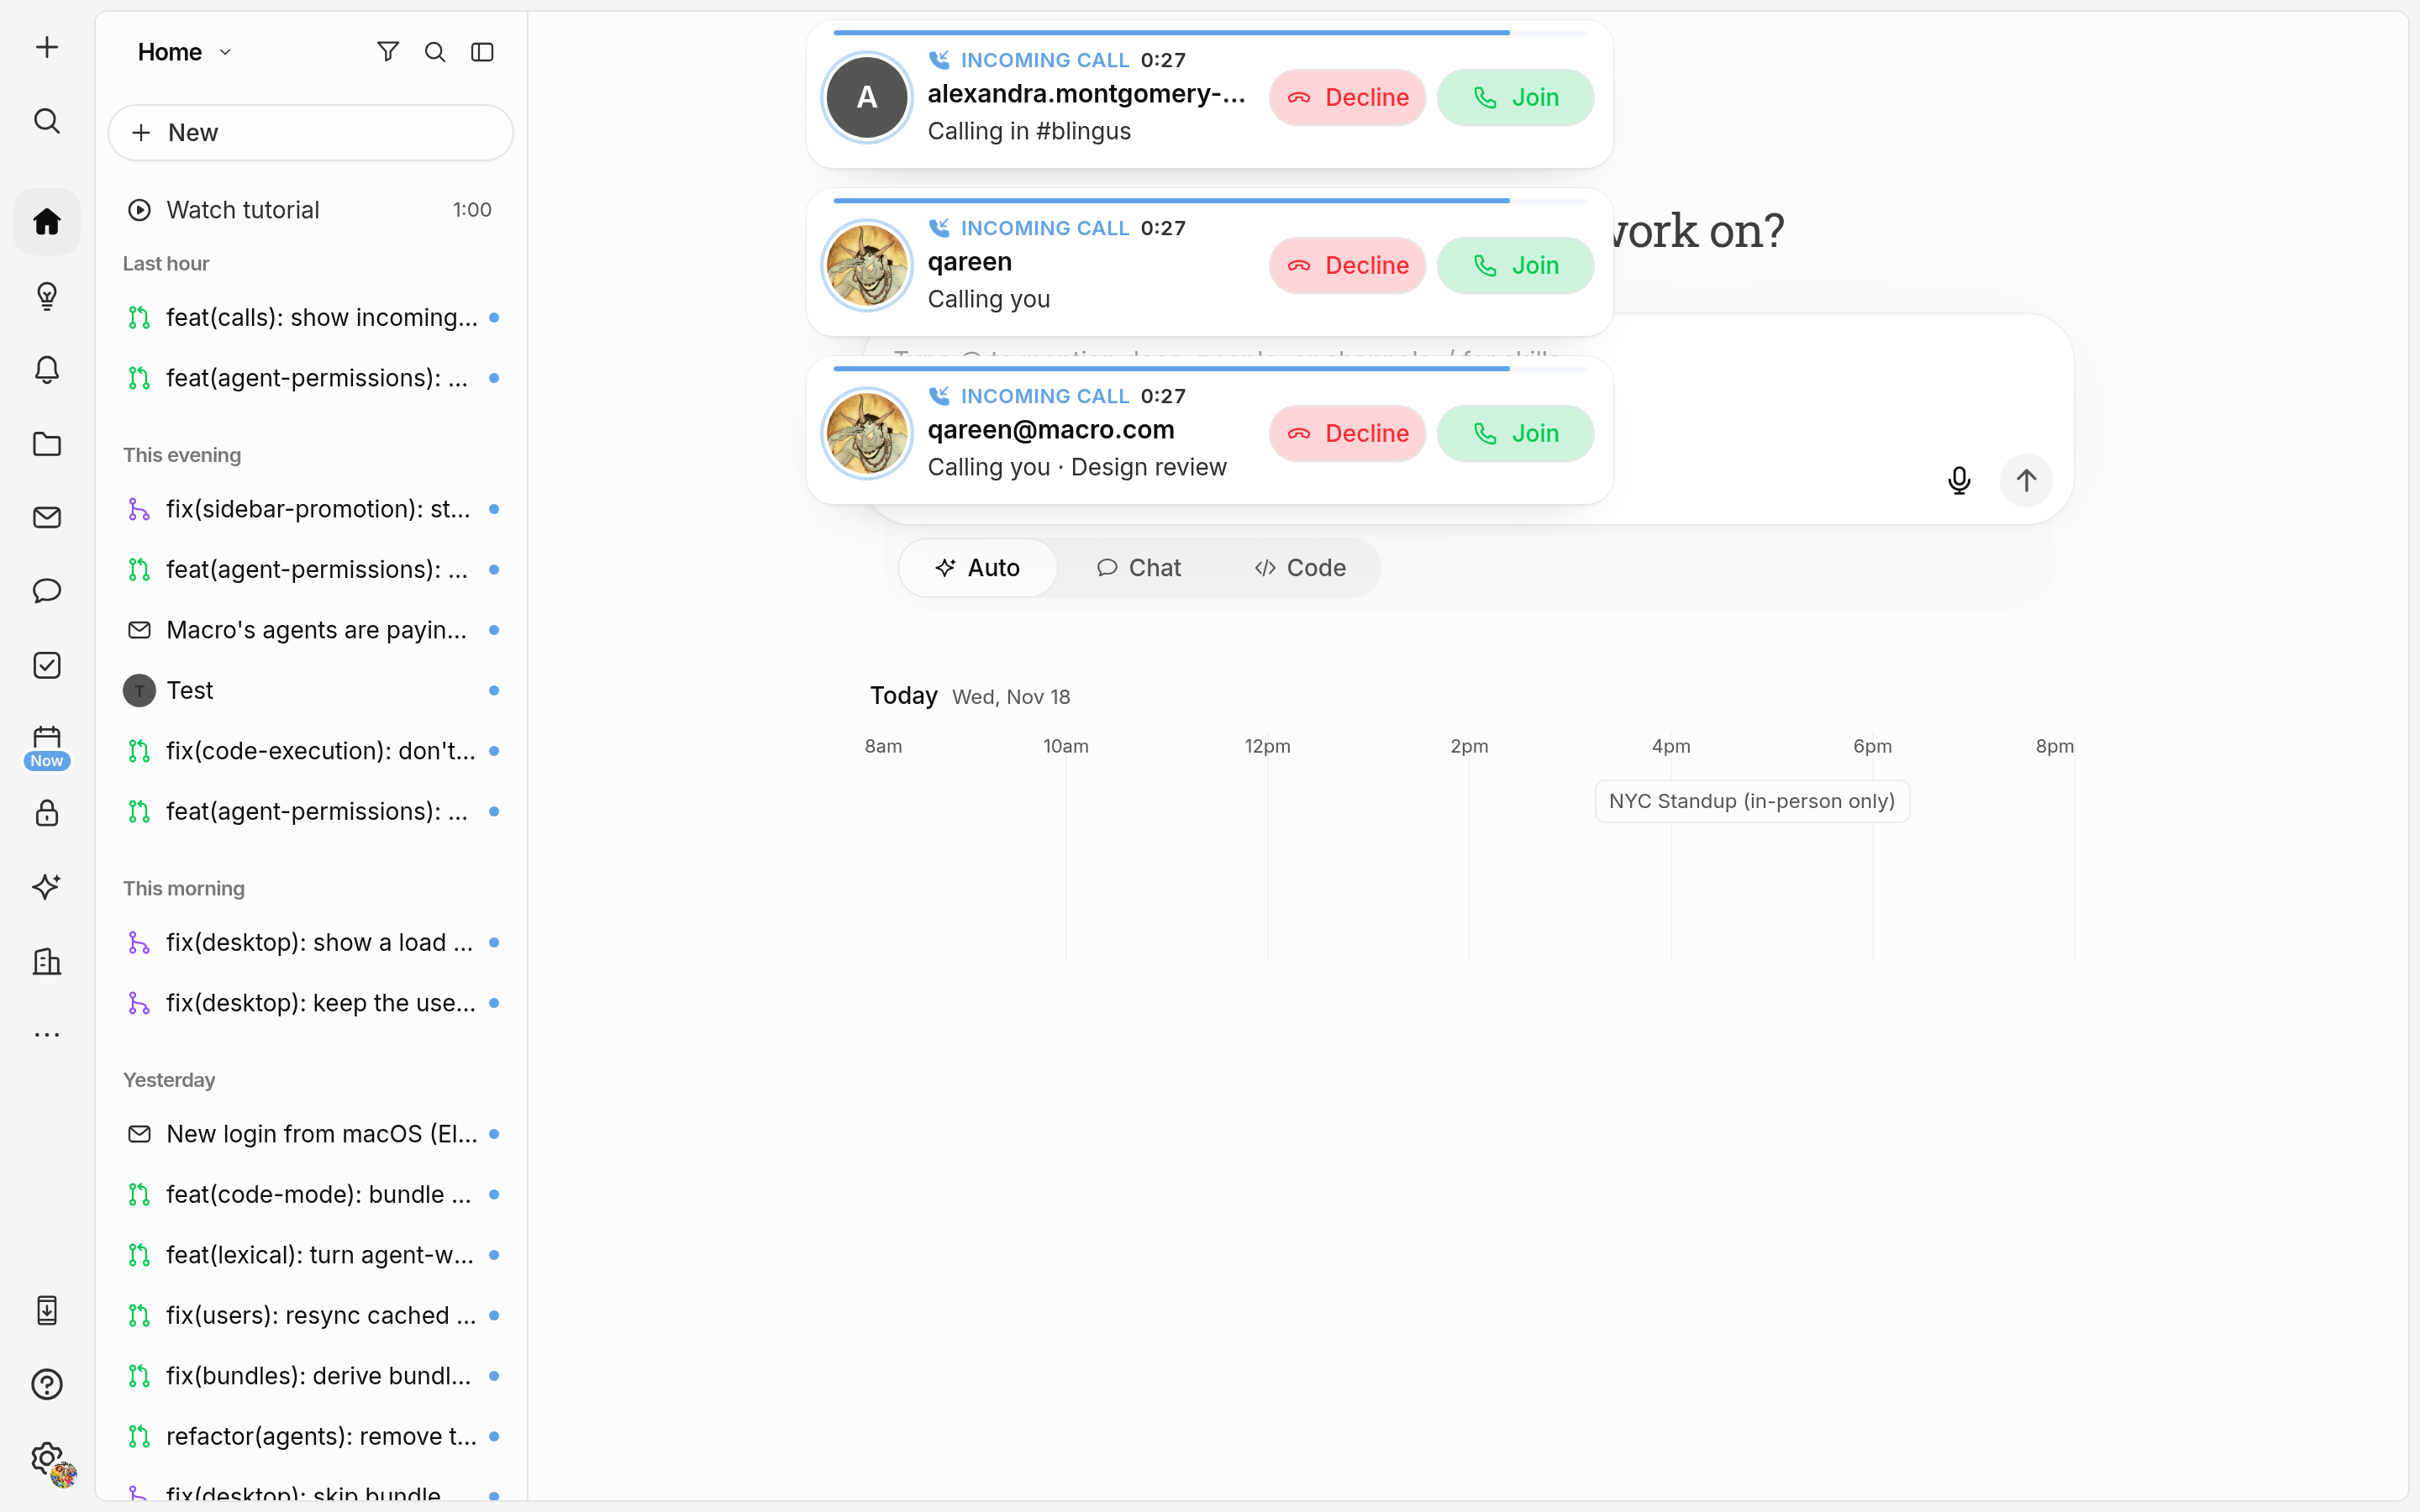 Home
New
Watch tutorial 1:00
Last hour
feat(calls): show incoming...
feat(agent-permissions): ...
This evening
fix(sidebar-promotion): st...
feat(agent-permissions): ...
Macro's agents are payin...
T Test
fix(code-execution): don't...
feat(agent-permissions): ...
This morning
fix(desktop): show a load ...
fix(desktop): keep the use...
Yesterday
New login from macOS (El...
feat(code-mode): bundle ...
feat(lexical): turn agent-w...
fix(users): resync cached ...
fix(bundles): derive bundl...
refactor(agents): remove t...
fix(desktop): skip bundle
Now
INCOMING CALL 0:27
A
alexandra.montgomery-...
Calling in #blingus
Decline Join
INCOMING CALL 0:27
qareen
Calling you
Decline Join
work on?
INCOMING CALL 0:27
qareen@macro.com
Calling you · Design review
Decline Join
Auto Chat Code
Today Wed, Nov 18
8am 10am 12pm 2pm 4pm 6pm 8pm
NYC Standup (in-person only)